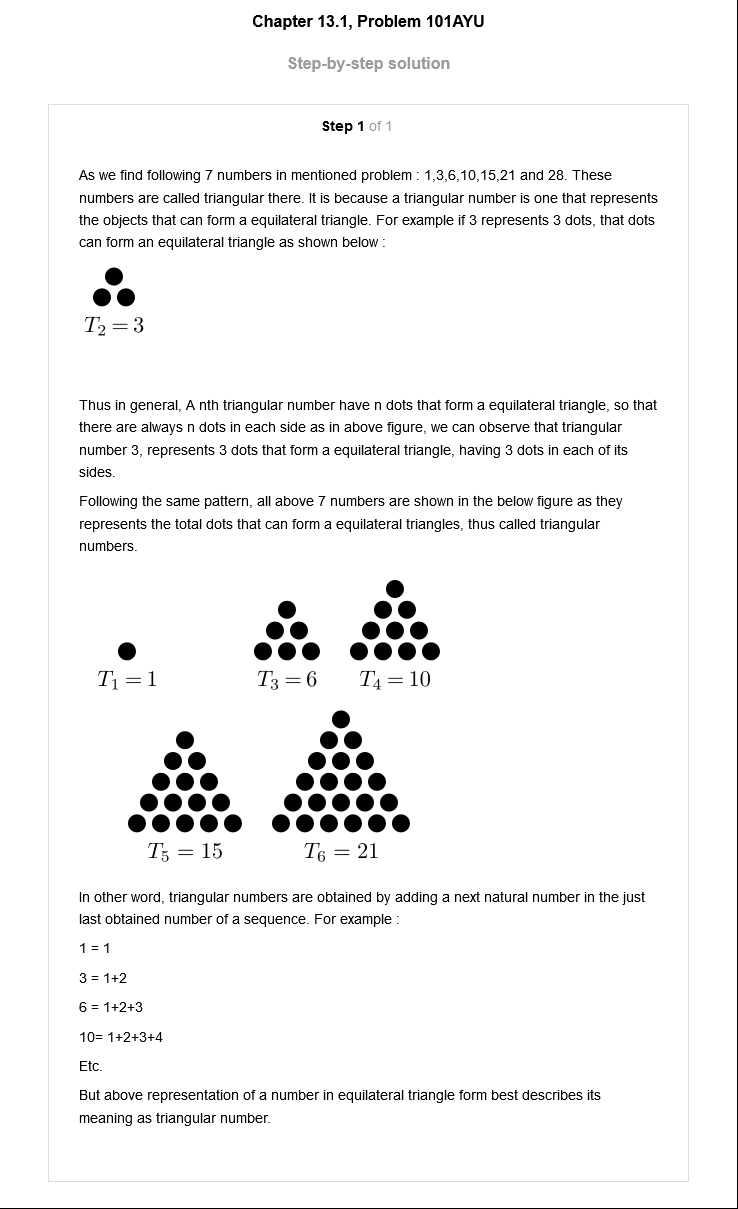 Chapter 13.1, Problem 101AYU
Step-by-step solution
Step 1 of 1
As we find following 7 numbers in mentioned problem : 1,3,6,10,15,21 and 28. These
numbers are called triangular there. It is because a triangular number is one that represents
the objects that can form a equilateral triangle. For example if 3 represents 3 dots, that dots
can form an equilateral triangle as shown below :
T₂ = 3
Thus in general, A nth triangular number have n dots that form a equilateral triangle, so that
there are always n dots in each side as in above figure, we can observe that triangular
number 3, represents 3 dots that form a equilateral triangle, having 3 dots in each of its
sides.
Following the same pattern, all above 7 numbers are shown in the below figure as they
represents the total dots that can form a equilateral triangles, thus called triangular
numbers.
T₁ = 1 T₃ = 6 T₄ = 10
T₅ = 15 T₆ = 21
In other word, triangular numbers are obtained by adding a next natural number in the just
last obtained number of a sequence. For example :
1 = 1
3 = 1+2
6 = 1+2+3
10= 1+2+3+4
Etc.
But above representation of a number in equilateral triangle form best describes its
meaning as triangular number.